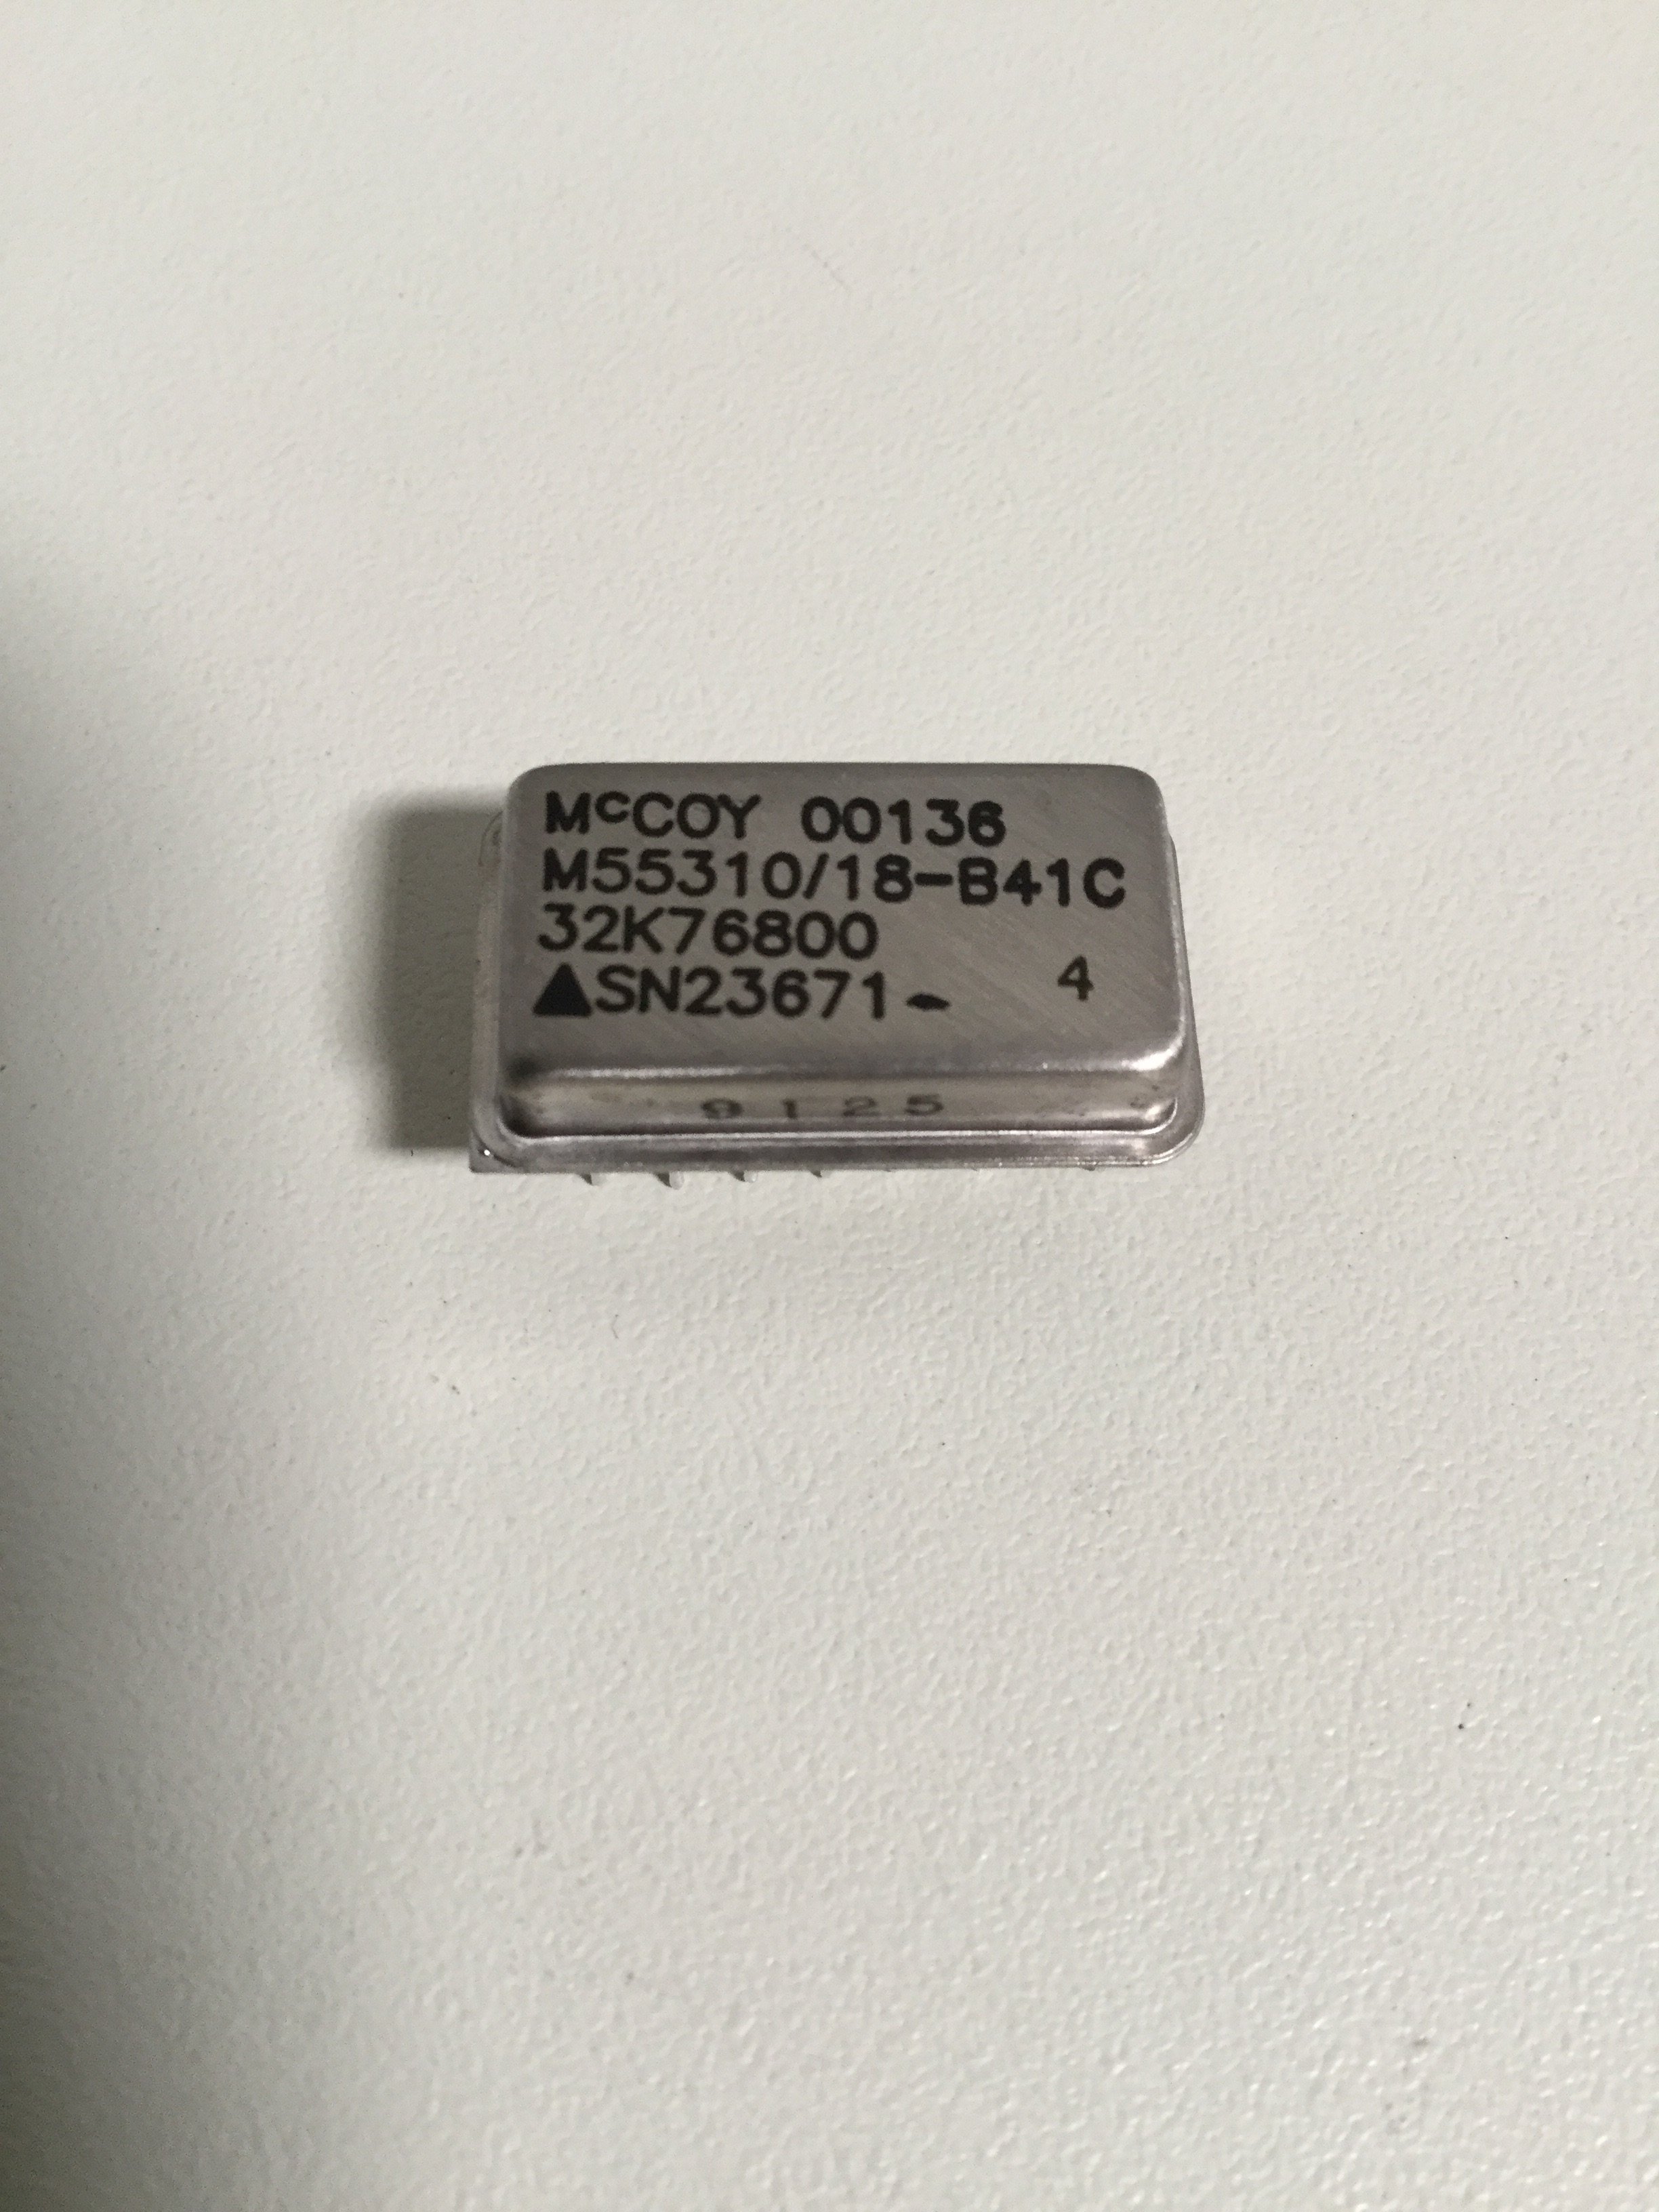 McCOY 00136
M55310/18-B41C
32K76800
▲SN23671- 4
9125